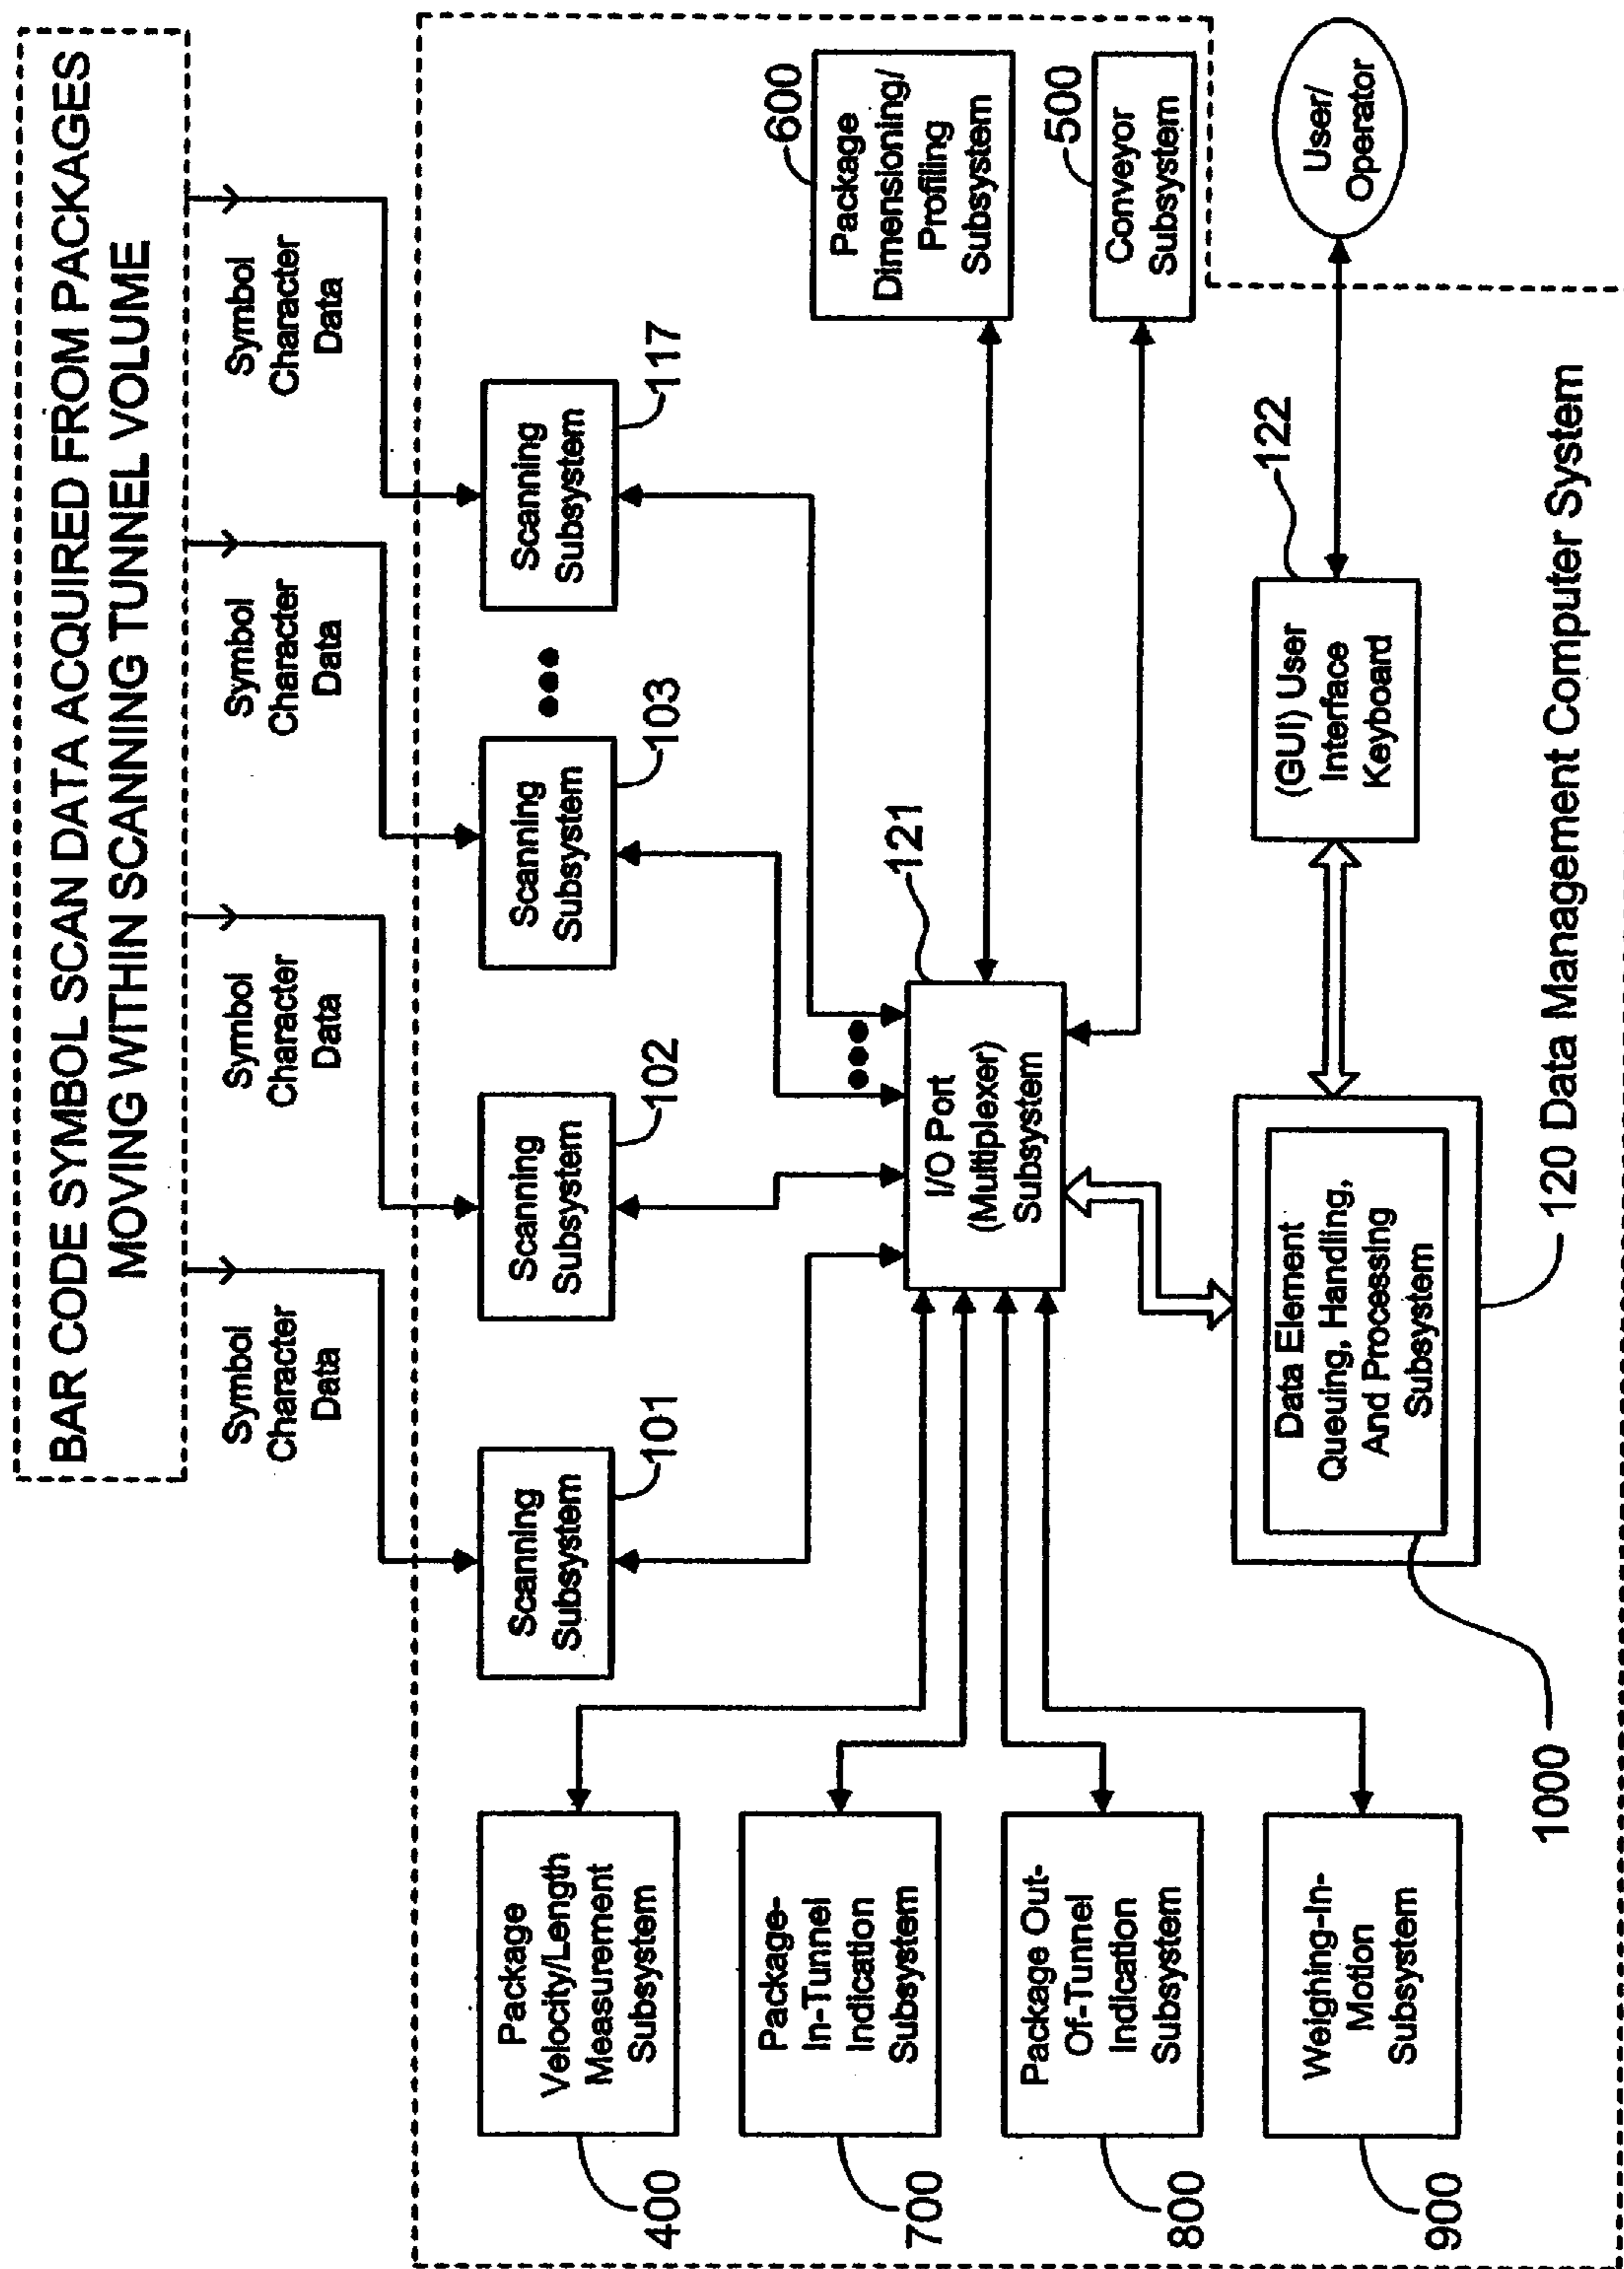 BAR CODE SYMBOL SCAN DATA ACQUIRED FROM PACKAGES
MOVING WITHIN SCANNING TUNNEL VOLUME
Symbol
Character
Data
Symbol
Character
Data
Symbol
Character
Data
Symbol
Character
Data
Scanning
Subsystem
101
Scanning
Subsystem
102
Scanning
Subsystem
103
Scanning
Subsystem
117
Package
Velocity/Length
Measurement
Subsystem
400
Package-
In-Tunnel
Indication
Subsystem
700
Package Out-
Of-Tunnel
Indication
Subsystem
800
Weighing-In-
Motion
Subsystem
900
I/O Port
(Multiplexer)
Subsystem
121
Package
Dimensioning/
Profiling
Subsystem
600
Conveyor
Subsystem
500
Data Element
Queuing, Handling,
And Processing
Subsystem
1000
120 Data Management Computer System
(GUI) User
Interface
Keyboard
122
User/
Operator